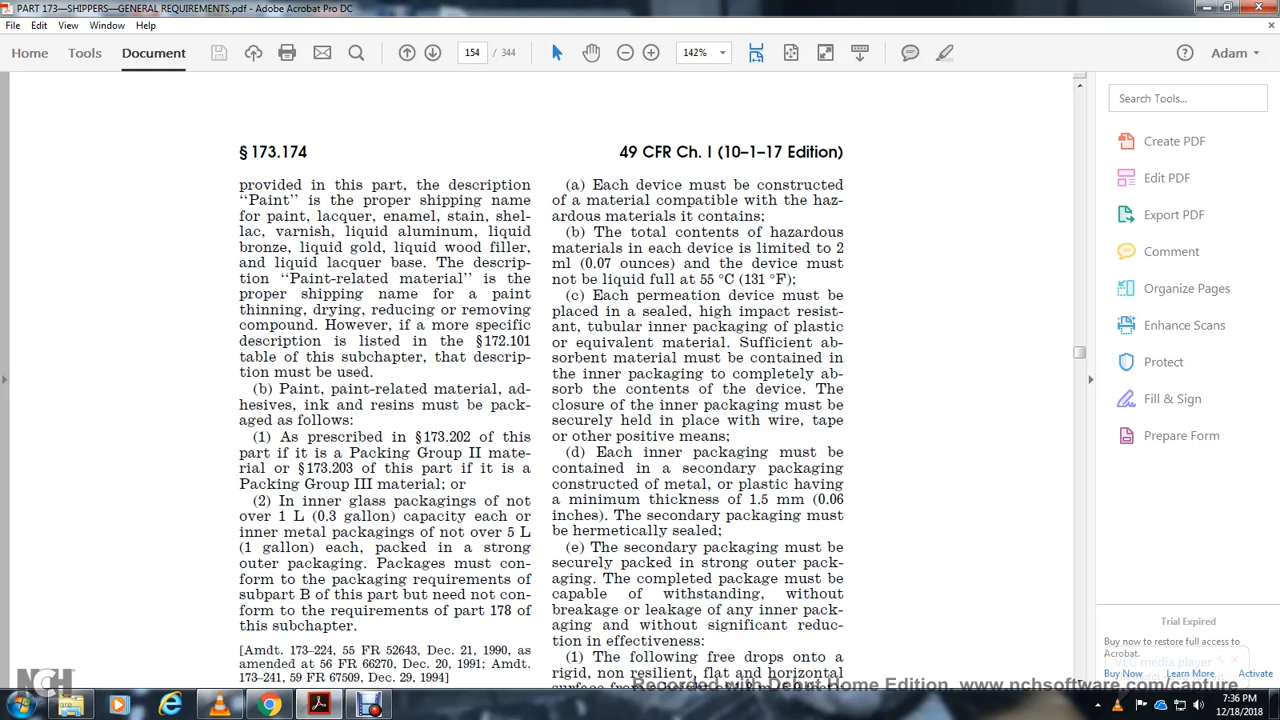 PART 173—SHIPPERS—GENERAL REQUIREMENTS.pdf - Adobe Acrobat Pro DC
File Edit View Window Help
Home Tools Document 154 / 344 142% Adam
§ 173.174
49 CFR Ch. I (10–1–17 Edition)
provided in this part, the description
‘‘Paint’’ is the proper shipping name
for paint, lacquer, enamel, stain, shel-
lac, varnish, liquid aluminum, liquid
bronze, liquid gold, liquid wood filler,
and liquid lacquer base. The descrip-
tion ‘‘Paint-related material’’ is the
proper shipping name for a paint
thinning, drying, reducing or removing
compound. However, if a more specific
description is listed in the §172.101
table of this subchapter, that descrip-
tion must be used.
(b) Paint, paint-related material, ad-
hesives, ink and resins must be pack-
aged as follows:
(1) As prescribed in §173.202 of this
part if it is a Packing Group II mate-
rial or §173.203 of this part if it is a
Packing Group III material; or
(2) In inner glass packagings of not
over 1 L (0.3 gallon) capacity each or
inner metal packagings of not over 5 L
(1 gallon) each, packed in a strong
outer packaging. Packages must con-
form to the packaging requirements of
subpart B of this part but need not con-
form to the requirements of part 178 of
this subchapter.
[Amdt. 173–224, 55 FR 52643, Dec. 21, 1990, as
amended at 56 FR 66270, Dec. 20, 1991; Amdt.
173–241, 59 FR 67509, Dec. 29, 1994]
(a) Each device must be constructed
of a material compatible with the haz-
ardous materials it contains;
(b) The total contents of hazardous
materials in each device is limited to 2
ml (0.07 ounces) and the device must
not be liquid full at 55 °C (131 °F);
(c) Each permeation device must be
placed in a sealed, high impact resist-
ant, tubular inner packaging of plastic
or equivalent material. Sufficient ab-
sorbent material must be contained in
the inner packaging to completely ab-
sorb the contents of the device. The
closure of the inner packaging must be
securely held in place with wire, tape
or other positive means;
(d) Each inner packaging must be
contained in a secondary packaging
constructed of metal, or plastic having
a minimum thickness of 1.5 mm (0.06
inches). The secondary packaging must
be hermetically sealed;
(e) The secondary packaging must be
securely packed in strong outer pack-
aging. The completed package must be
capable of withstanding, without
breakage or leakage of any inner pack-
aging and without significant reduc-
tion in effectiveness:
(1) The following free drops onto a
rigid, non resilient, flat and horizontal
Search Tools...
Create PDF
Edit PDF
Export PDF
Comment
Organize Pages
Enhance Scans
Protect
Fill & Sign
Prepare Form
Trial Expired
Buy now to restore full access to
Acrobat.
VLC media player
Buy Now Learn More Activate
NCH
Recorded with Debut Home Edition. www.nchsoftware.com/capture
7:36 PM
12/18/2018